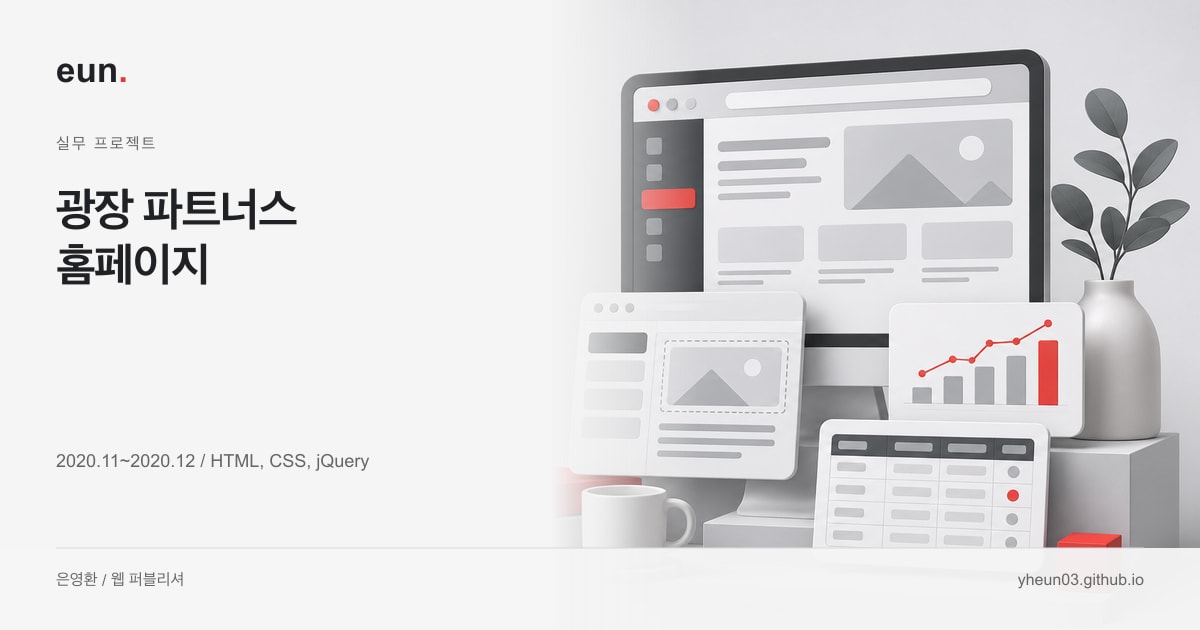 eun.
실무 프로젝트
광장 파트너스
홈페이지
2020.11~2020.12 / HTML, CSS, jQuery
은영환 / 웹 퍼블리셔
yheun03.github.io